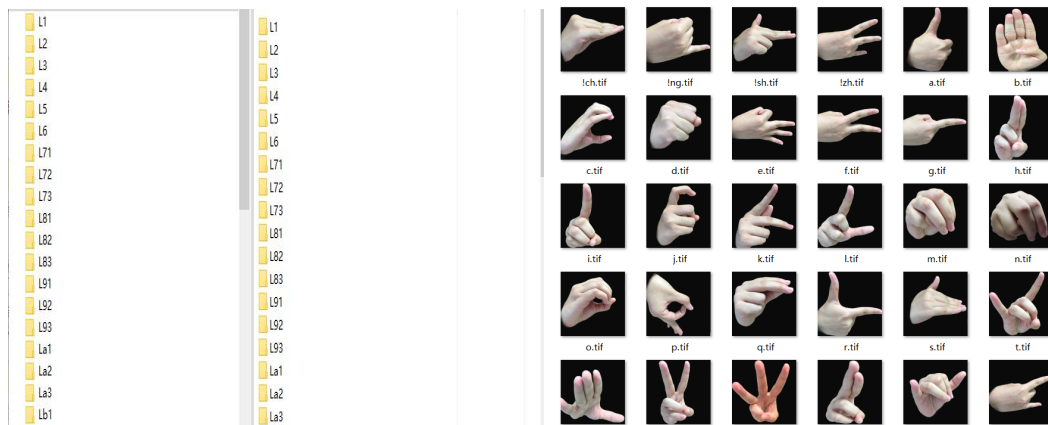 L1
L2
L3
L4
L5
L6
L71
L72
L73
L81
L82
L83
L91
L92
L93
La1
La2
La3
Lb1
L1
L2
L3
L4
L5
L6
L71
L72
L73
L81
L82
L83
L91
L92
L93
La1
La2
La3
!ch.tif !ng.tif !sh.tif !zh.tif a.tif b.tif
c.tif d.tif e.tif f.tif g.tif h.tif
i.tif j.tif k.tif l.tif m.tif n.tif
o.tif p.tif q.tif r.tif s.tif t.tif